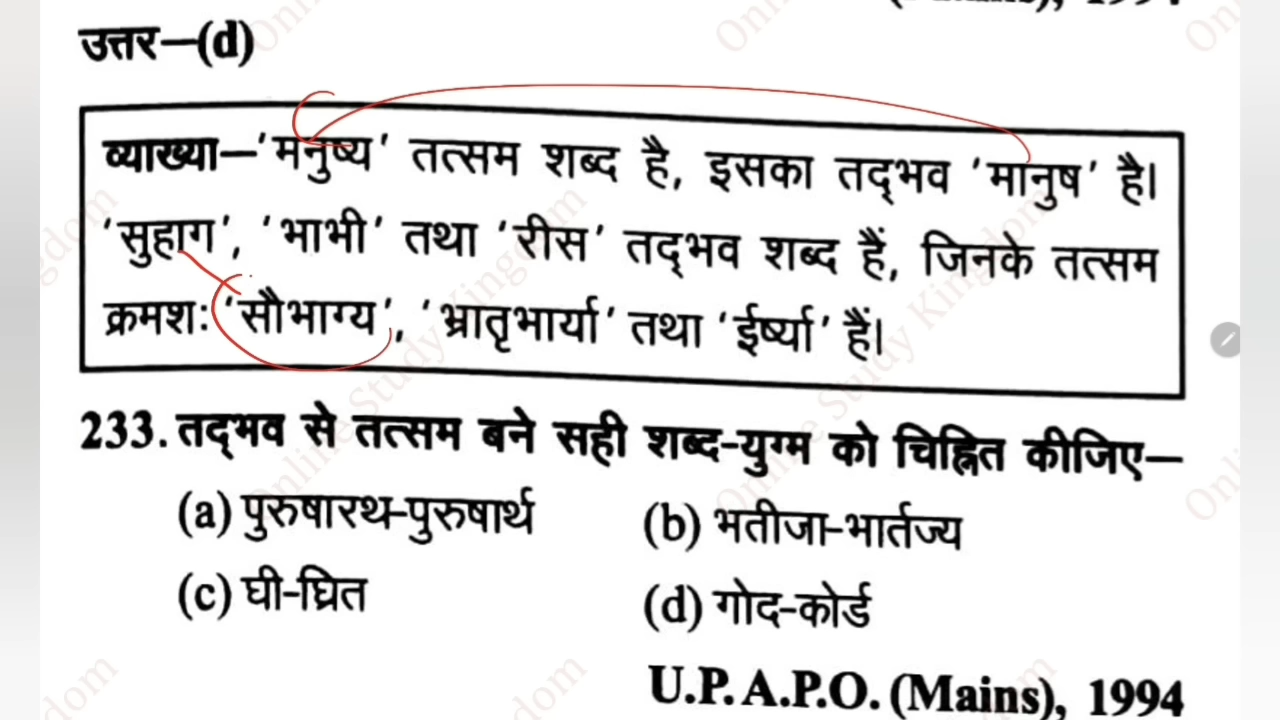 उत्तर–(d)
व्याख्या–'मनुष्य' तत्सम शब्द है, इसका तद्‌भव 'मानुष' है।
'सुहाग', 'भाभी' तथा 'रीस' तद्‌भव शब्द हैं, जिनके तत्सम
क्रमशः 'सौभाग्य', 'भ्रातृभार्या' तथा 'ईर्ष्या' हैं।
233. तद्‌भव से तत्सम बने सही शब्द-युग्म को चिह्नित कीजिए–
(a) पुरुषारथ-पुरुषार्थ (b) भतीजा-भार्तज्य
(c) घी-घ्रित (d) गोद-कोर्ड
U.P.A.P.O. (Mains), 1994